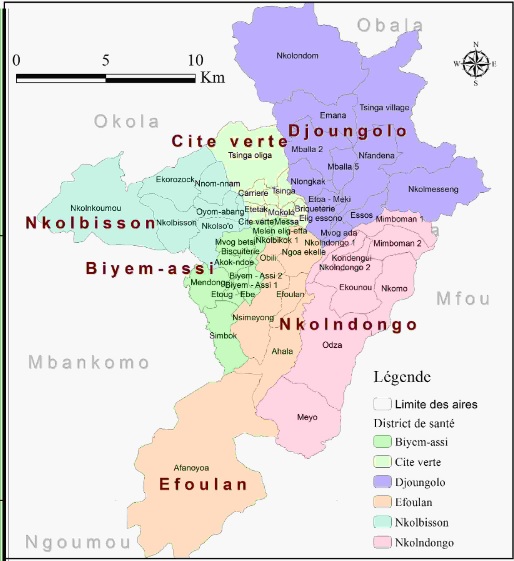 Obala
Nkolondom
N
W E
S
0 5 10
Km
Tsinga village
Emana
Okola
Djoungolo
Cite verte
Mballa 2
Tsinga oliga
Nfandena
Mballa 5
Ekorozock
Nnom-nnam
Nlongkak
Nkolmesseng
Carriere
Tsinga
Etoa - Meki
Nkolnkoumou
Oyom-abang
Etetak
Mokolo
Briqueterie
Elig essono
Essos
Mimboman 1
a
Nkolbisson
Nkolbisson
Nkolso'o
Cite verte
Messa
Melen elig-effa
Mvog ada
Mvog betsi
Nkolbikok 1
Nkolndongo 1
Mimboman 2
Biscuiterie
Obili
Ngoa ekelle
Kondengui
Biyem-assi
Akok-ndoe
Nkolndongo 2
Mendong
Biyem - Assi 2
Biyem - Assi 1
Ekounou
Nkomo
Etoug - Ebe
Efoulan
Mfou
Nsimeyong
Nkolndongo
Simbok
Odza
Ahala
Mbankomo
Légende
Limite des aires
Meyo
District de santé
Biyem-assi
Cite verte
Afanoyoa
Djoungolo
Efoulan
Efoulan
Nkolbisson
Ngoumou
Nkolndongo